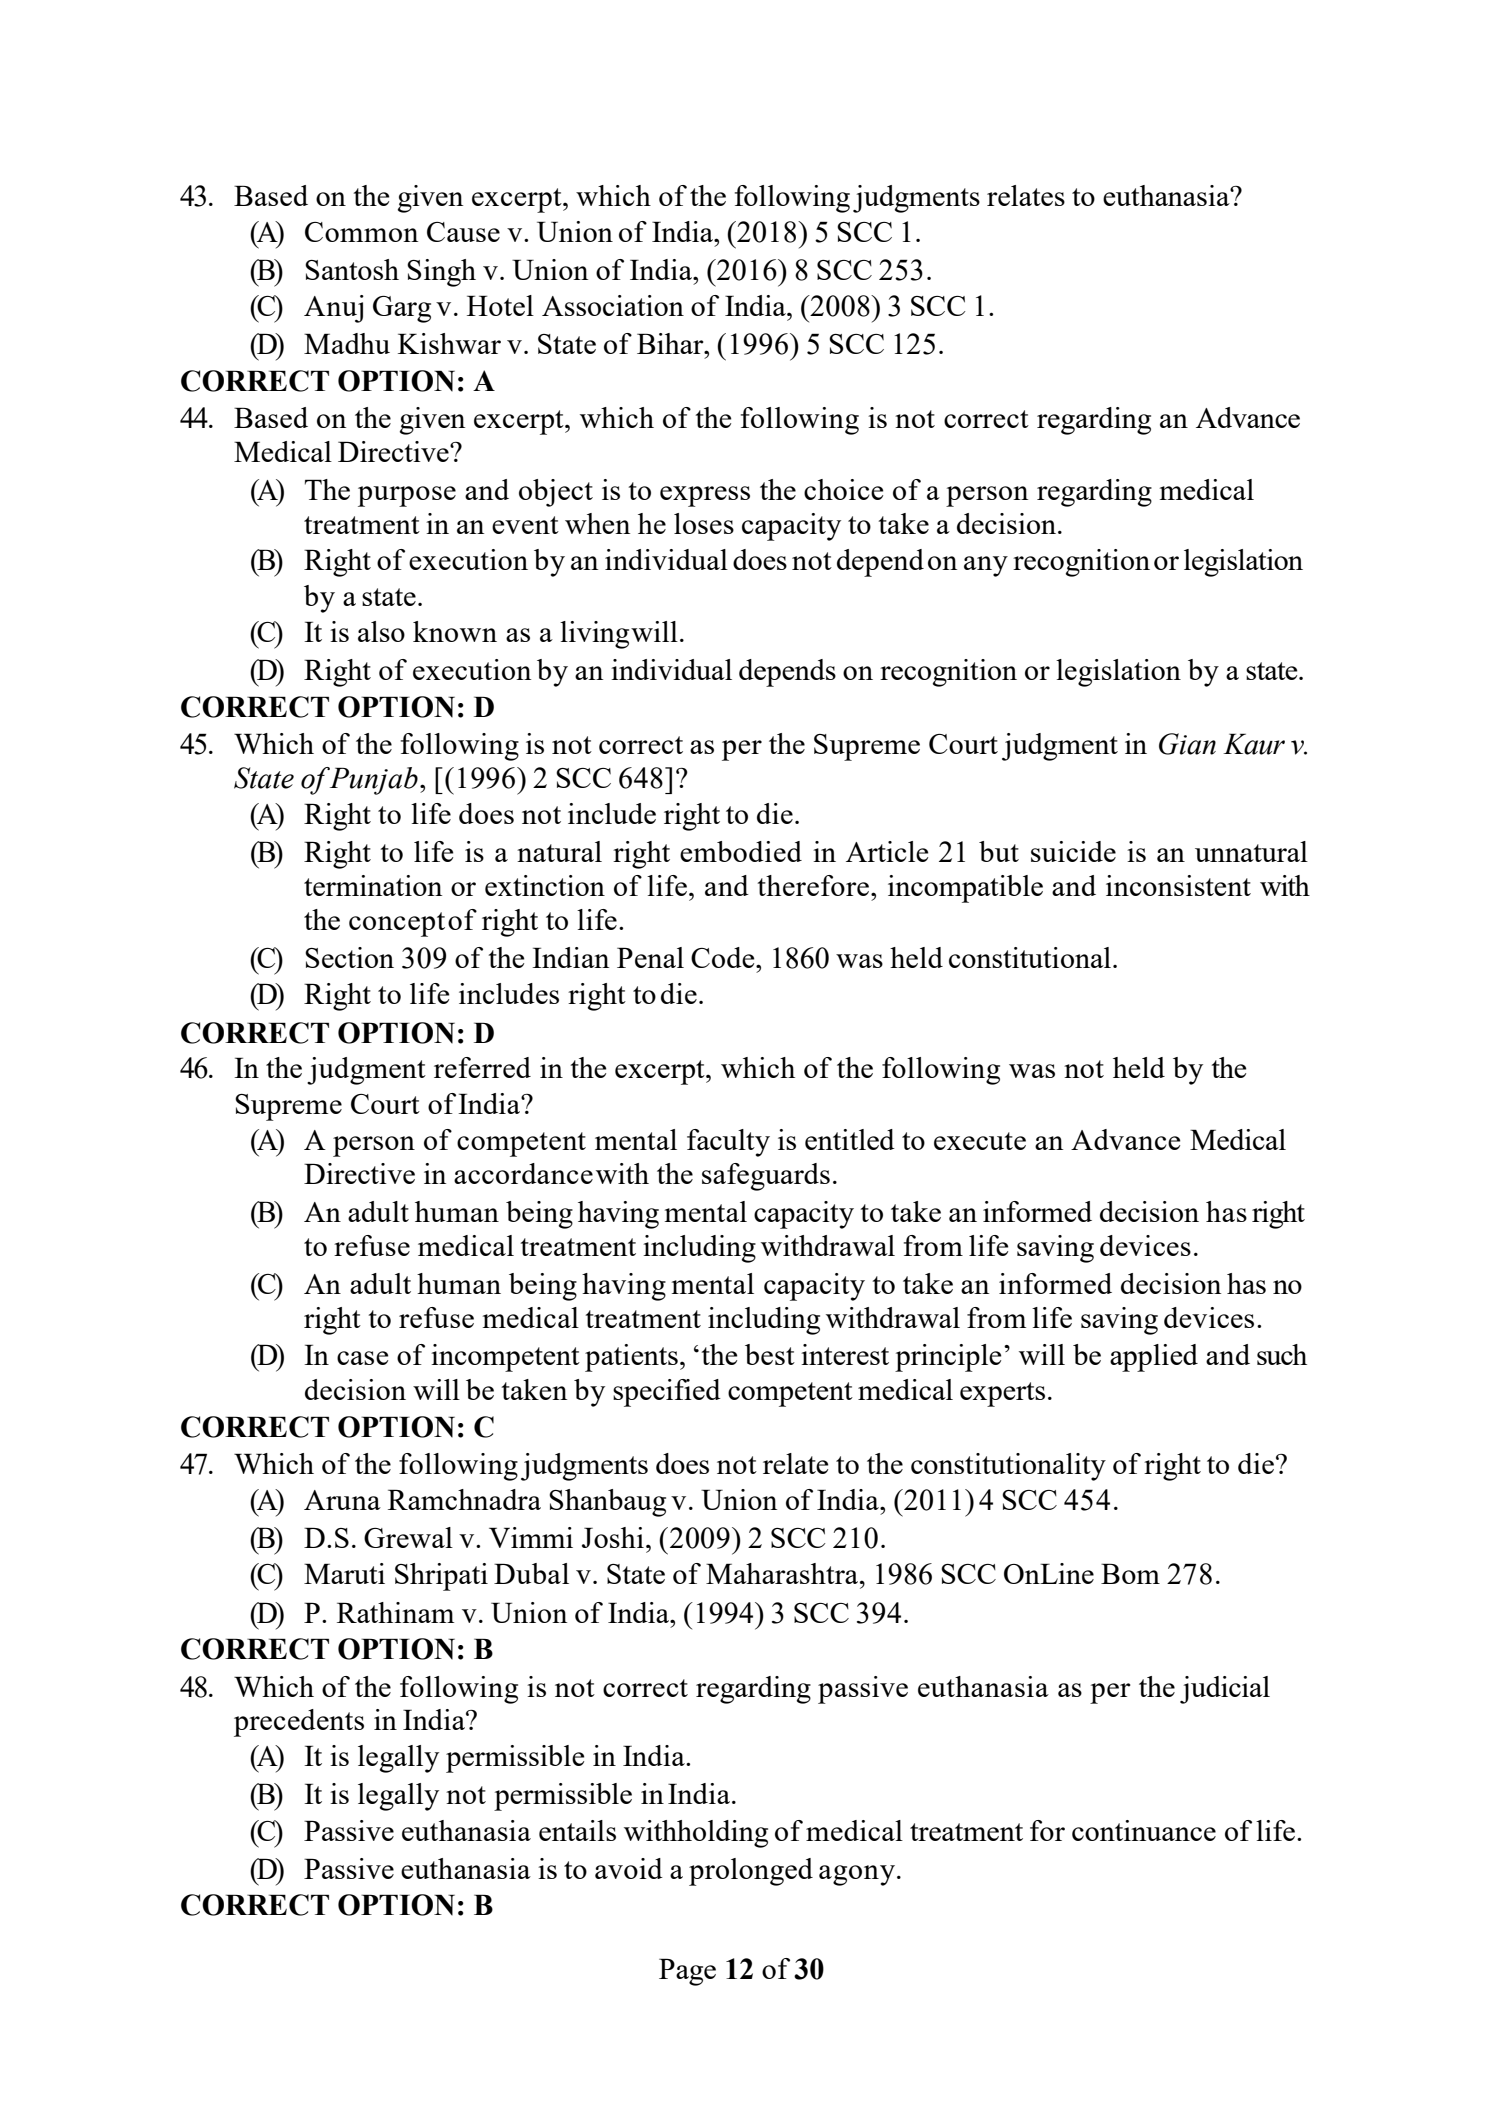 43. Based on the given excerpt, which of the following judgments relates to euthanasia?
(A) Common Cause v. Union of India, (2018) 5 SCC 1.
(B) Santosh Singh v. Union of India, (2016) 8 SCC 253.
(C) Anuj Garg v. Hotel Association of India, (2008) 3 SCC 1.
(D) Madhu Kishwar v. State of Bihar, (1996) 5 SCC 125.
CORRECT OPTION: A
44. Based on the given excerpt, which of the following is not correct regarding an Advance
Medical Directive?
(A) The purpose and object is to express the choice of a person regarding medical
treatment in an event when he loses capacity to take a decision.
(B) Right of execution by an individual does not depend on any recognition or legislation
by a state.
(C) It is also known as a livingwill.
(D) Right of execution by an individual depends on recognition or legislation by a state.
CORRECT OPTION: D
45. Which of the following is not correct as per the Supreme Court judgment in Gian Kaur v.
State of Punjab, [(1996) 2 SCC 648]?
(A) Right to life does not include right to die.
(B) Right to life is a natural right embodied in Article 21 but suicide is an unnatural
termination or extinction of life, and therefore, incompatible and inconsistent with
the conceptof right to life.
(C) Section 309 of the Indian Penal Code, 1860 was held constitutional.
(D) Right to life includes right to die.
CORRECT OPTION: D
46. In the judgment referred in the excerpt, which of the following was not held by the
Supreme Court of India?
(A) A person of competent mental faculty is entitled to execute an Advance Medical
Directive in accordancewith the safeguards.
(B) An adult human being having mental capacity to take an informed decision has right
to refuse medical treatment including withdrawal from life saving devices.
(C) An adult human being having mental capacity to take an informed decision has no
right to refuse medical treatment including withdrawal from life saving devices.
(D) In case of incompetent patients, ‘the best interest principle’ will be applied and such
decision will be taken by specified competent medical experts.
CORRECT OPTION: C
47. Which of the following judgments does not relate to the constitutionality of right to die?
(A) Aruna Ramchnadra Shanbaug v. Union of India, (2011) 4 SCC 454.
(B) D.S. Grewal v. Vimmi Joshi, (2009) 2 SCC 210.
(C) Maruti Shripati Dubal v. State of Maharashtra, 1986 SCC OnLine Bom 278.
(D) P. Rathinam v. Union of India, (1994) 3 SCC 394.
CORRECT OPTION: B
48. Which of the following is not correct regarding passive euthanasia as per the judicial
precedents in India?
(A) It is legally permissible in India.
(B) It is legally not permissible in India.
(C) Passive euthanasia entails withholding of medical treatment for continuance of life.
(D) Passive euthanasia is to avoid a prolonged agony.
CORRECT OPTION: B
Page 12 of 30